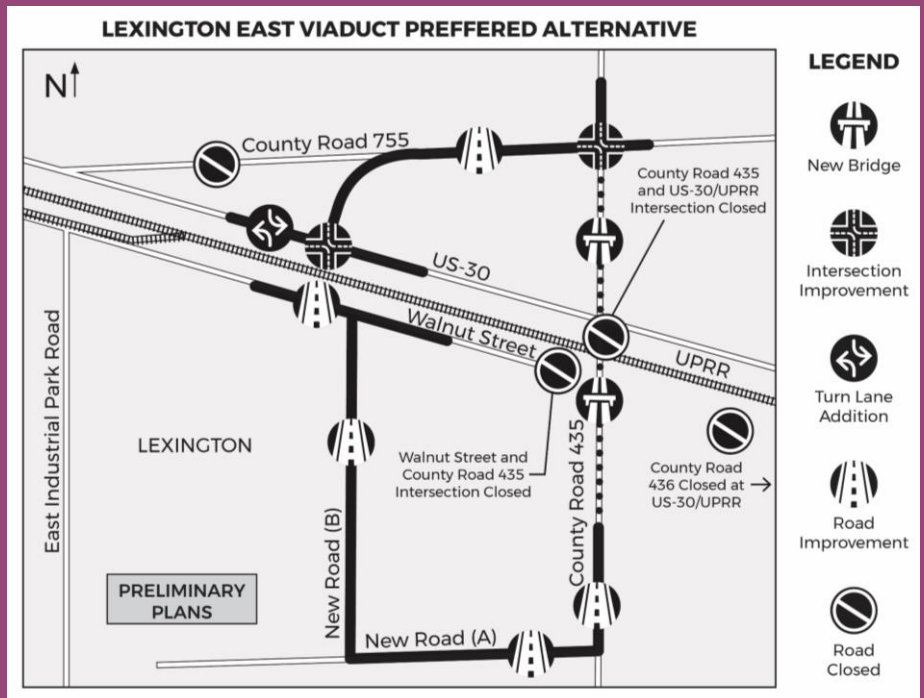 LEXINGTON EAST VIADUCT PREFFERED ALTERNATIVE
N
County Road 755
County Road 435
and US-30/UPRR
Intersection Closed
US-30
Walnut Street
UPRR
East Industrial Park Road
LEXINGTON
Walnut Street and
County Road 435
Intersection Closed
County Road 435
County Road
436 Closed at
US-30/UPRR
New Road (B)
PRELIMINARY
PLANS
New Road (A)
LEGEND
New Bridge
Intersection
Improvement
Turn Lane
Addition
Road
Improvement
Road
Closed